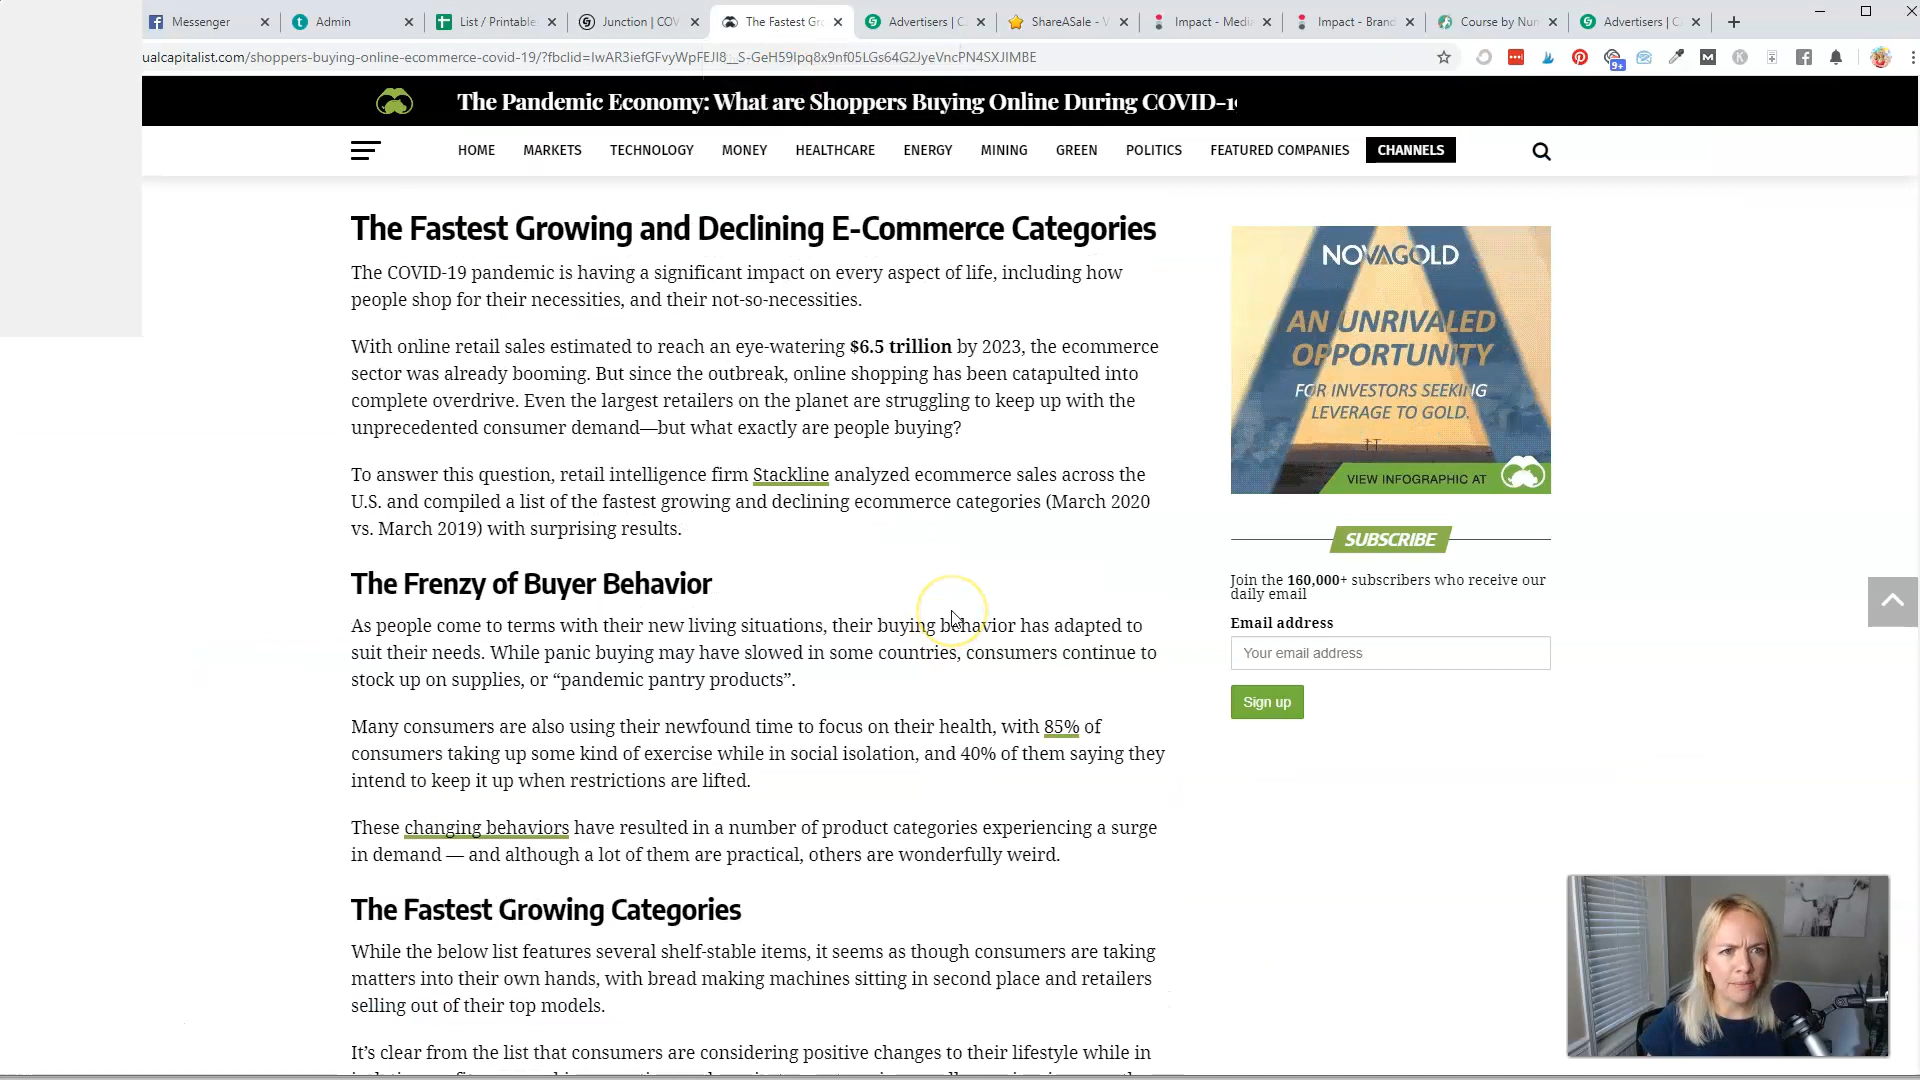 Messenger
Admin
List / Printable
Junction | COV
The Fastest Gr
Advertisers | C
ShareASale - V
Impact - Medi
Impact - Bran
Course by Nur
Advertisers | C
ualcapitalist.com/shoppers-buying-online-ecommerce-covid-19/?fbclid=IwAR3iefGFvyWpFEJI8__S-GeH59Ipq8x9nf05LGs64G2JyeVncPN4SXJIMBE
9+
The Pandemic Economy: What are Shoppers Buying Online During COVID-19
HOME MARKETS TECHNOLOGY MONEY HEALTHCARE ENERGY MINING GREEN POLITICS FEATURED COMPANIES CHANNELS
The Fastest Growing and Declining E-Commerce Categories
The COVID-19 pandemic is having a significant impact on every aspect of life, including how
people shop for their necessities, and their not-so-necessities.
With online retail sales estimated to reach an eye-watering $6.5 trillion by 2023, the ecommerce
sector was already booming. But since the outbreak, online shopping has been catapulted into
complete overdrive. Even the largest retailers on the planet are struggling to keep up with the
unprecedented consumer demand—but what exactly are people buying?
To answer this question, retail intelligence firm Stackline analyzed ecommerce sales across the
U.S. and compiled a list of the fastest growing and declining ecommerce categories (March 2020
vs. March 2019) with surprising results.
The Frenzy of Buyer Behavior
As people come to terms with their new living situations, their buying behavior has adapted to
suit their needs. While panic buying may have slowed in some countries, consumers continue to
stock up on supplies, or “pandemic pantry products”.
Many consumers are also using their newfound time to focus on their health, with 85% of
consumers taking up some kind of exercise while in social isolation, and 40% of them saying they
intend to keep it up when restrictions are lifted.
These changing behaviors have resulted in a number of product categories experiencing a surge
in demand — and although a lot of them are practical, others are wonderfully weird.
The Fastest Growing Categories
While the below list features several shelf-stable items, it seems as though consumers are taking
matters into their own hands, with bread making machines sitting in second place and retailers
selling out of their top models.
It’s clear from the list that consumers are considering positive changes to their lifestyle while in
NOVAGOLD
AN UNRIVALED
OPPORTUNITY
FOR INVESTORS SEEKING
LEVERAGE TO GOLD.
VIEW INFOGRAPHIC AT
SUBSCRIBE
Join the 160,000+ subscribers who receive our
daily email
Email address
Your email address
Sign up